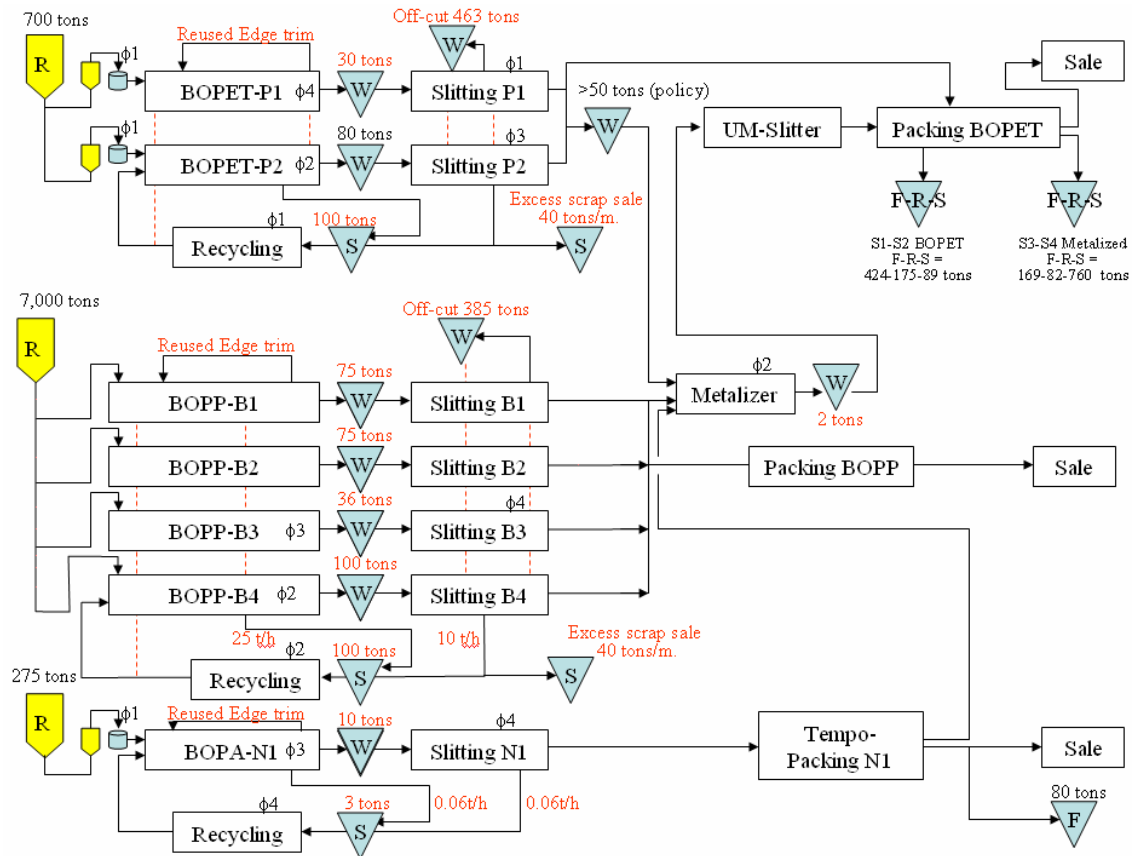 700 tons
R
ϕ1
Reused Edge trim
BOPET-P1
ϕ4
30 tons
W
Off-cut 463 tons
W
ϕ1
Slitting P1
>50 tons (policy)
W
Sale
UM-Slitter
Packing BOPET
ϕ1
BOPET-P2
ϕ2
80 tons
W
ϕ3
Slitting P2
F-R-S
F-R-S
S1-S2 BOPET
F-R-S =
424-175-89 tons
S3-S4 Metalized
F-R-S =
169-82-760 tons
ϕ1
Recycling
100 tons
S
Excess scrap sale
40 tons/m.
S
7,000 tons
R
Reused Edge trim
Off-cut 385 tons
W
BOPP-B1
75 tons
W
Slitting B1
ϕ2
Metalizer
W
2 tons
BOPP-B2
75 tons
W
Slitting B2
Packing BOPP
Sale
BOPP-B3
ϕ3
36 tons
W
ϕ4
Slitting B3
BOPP-B4
ϕ2
100 tons
W
Slitting B4
25 t/h
10 t/h
ϕ2
Recycling
100 tons
S
Excess scrap sale
40 tons/m.
S
275 tons
R
ϕ1
Reused Edge trim
BOPA-N1
ϕ3
10 tons
W
ϕ4
Slitting N1
Tempo-
Packing N1
Sale
80 tons
F
ϕ4
Recycling
3 tons
S
0.06t/h
0.06t/h